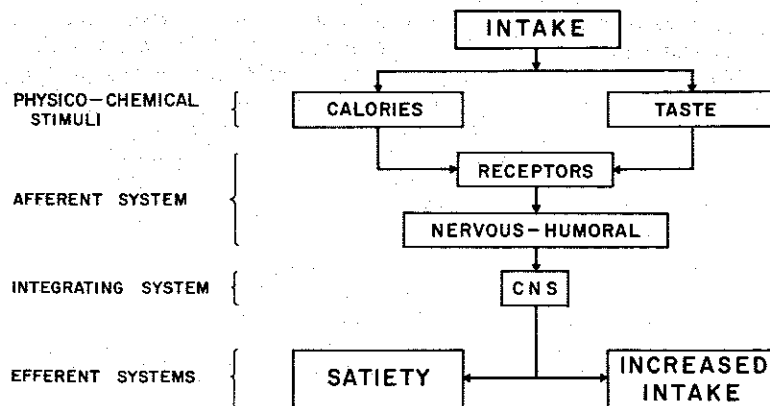 INTAKE
PHYSICO-CHEMICAL
STIMULI
CALORIES
TASTE
RECEPTORS
AFFERENT SYSTEM
NERVOUS-HUMORAL
INTEGRATING SYSTEM
CNS
EFFERENT SYSTEMS
SATIETY
INCREASED
INTAKE